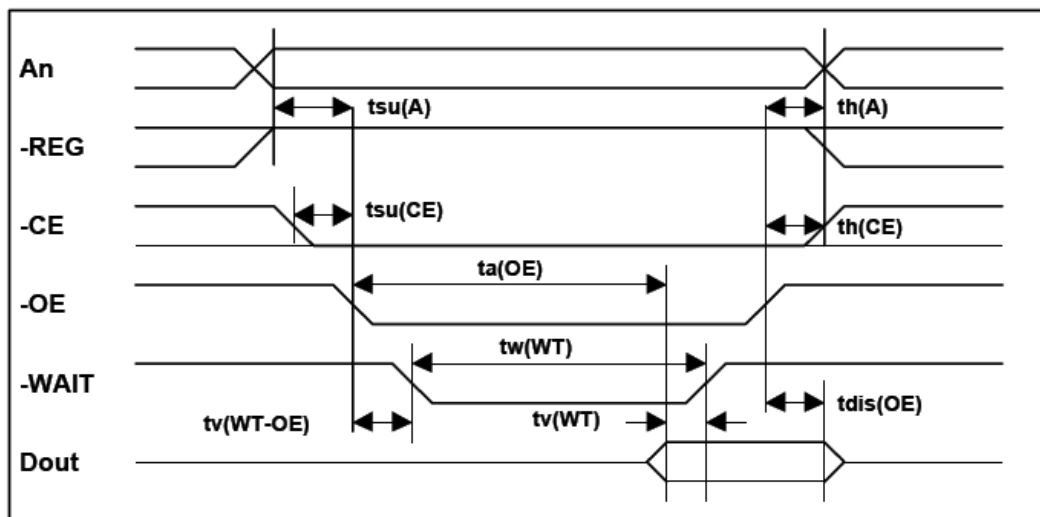 An
tsu(A)
th(A)
-REG
-CE
tsu(CE)
th(CE)
ta(OE)
-OE
tw(WT)
-WAIT
tdis(OE)
tv(WT-OE)
tv(WT)
Dout